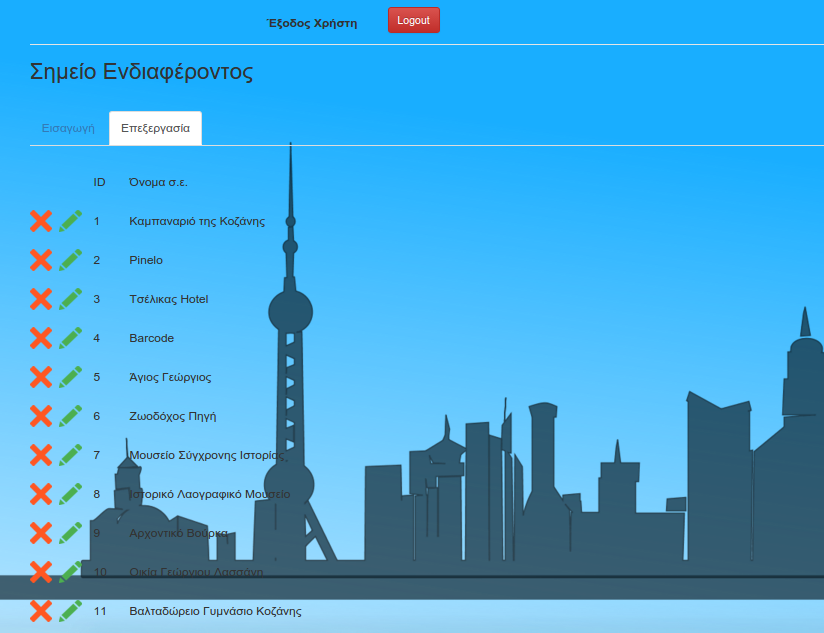 Έξοδος Χρήστη Logout
Σημείο Ενδιαφέροντος
Εισαγωγή Επεξεργασία
ID Όνομα σ.ε.
1 Καμπαναριό της Κοζάνης
2 Pinelo
3 Τσέλικας Hotel
4 Barcode
5 Άγιος Γεώργιος
6 Ζωοδόχος Πηγή
7 Μουσείο Σύγχρονης Ιστορίας
8 Ιστορικό Λαογραφικό Μουσείο
9 Αρχοντικό Βούρκα
10 Οικία Γεώργιου Λασσάνη
11 Βαλταδώρειο Γυμνάσιο Κοζάνης